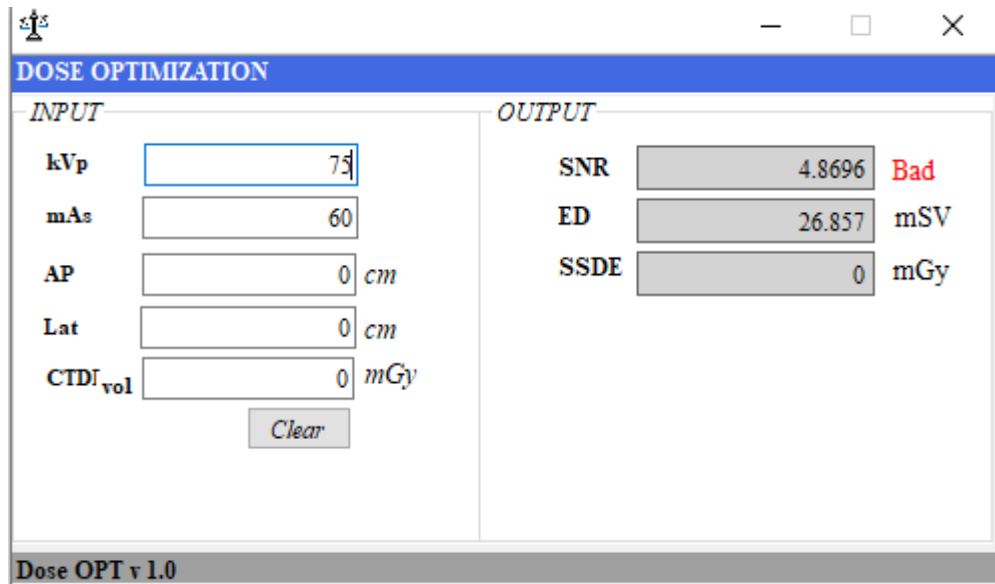 DOSE OPTIMIZATION
INPUT
kVp 75
mAs 60
AP 0 cm
Lat 0 cm
CTDI vol 0 mGy
Clear
OUTPUT
SNR 4.8696 Bad
ED 26.857 mSV
SSDE 0 mGy
Dose OPT v 1.0